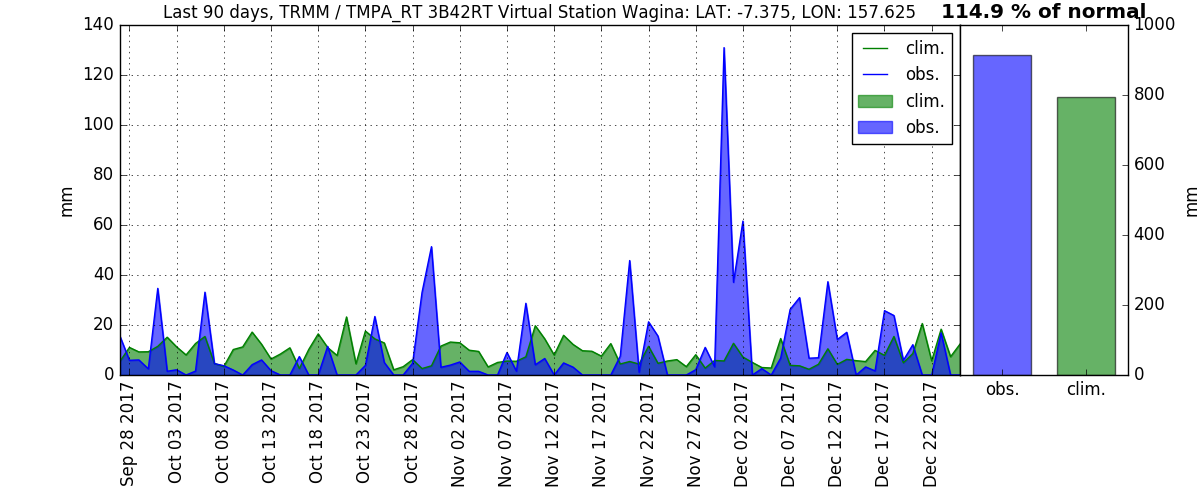 Last 90 days, TRMM / TMPA_RT 3B42RT Virtual Station Wagina: LAT: -7.375, LON: 157.625
114.9 % of normal
140
120
100
80
60
40
20
0
mm
clim.
obs.
clim.
obs.
Sep 28 2017
Oct 03 2017
Oct 08 2017
Oct 13 2017
Oct 18 2017
Oct 23 2017
Oct 28 2017
Nov 02 2017
Nov 07 2017
Nov 12 2017
Nov 17 2017
Nov 22 2017
Nov 27 2017
Dec 02 2017
Dec 07 2017
Dec 12 2017
Dec 17 2017
Dec 22 2017
1000
800
600
400
200
0
mm
obs.
clim.